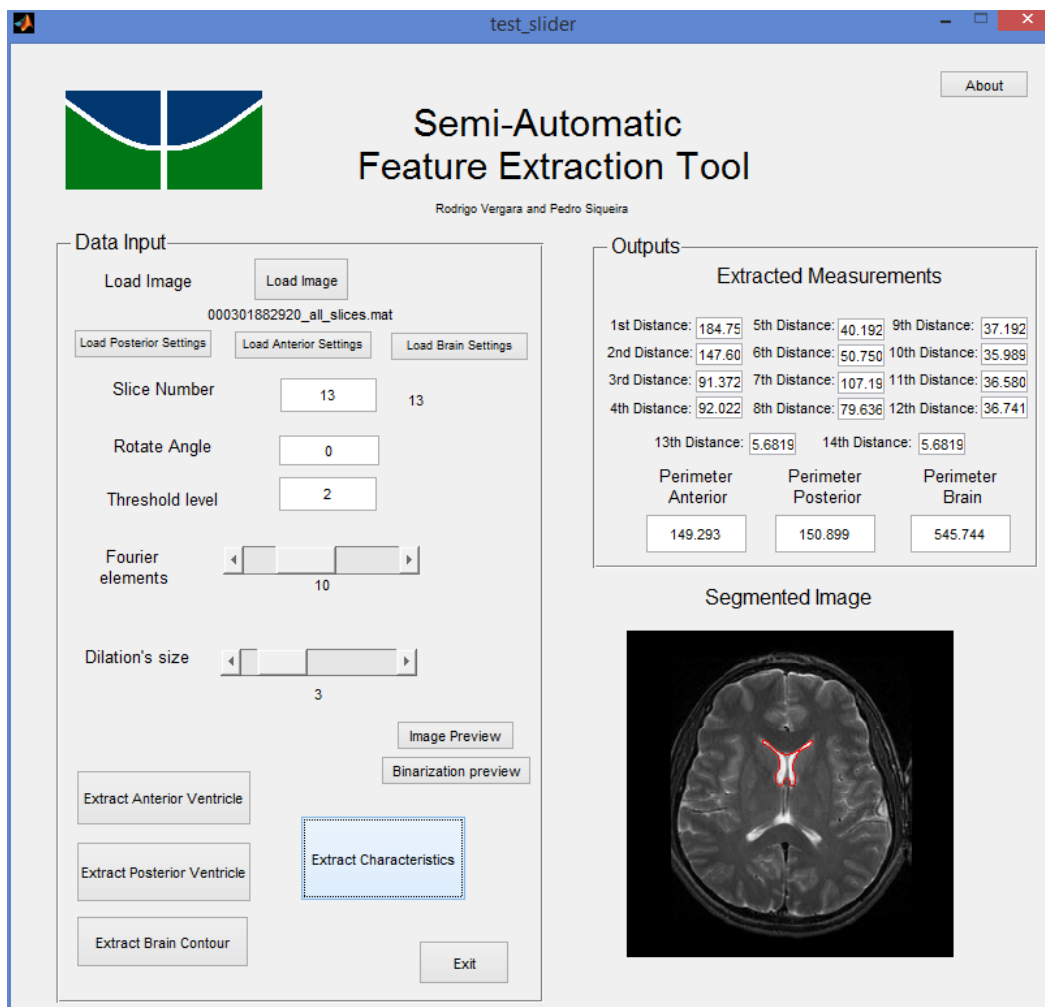 test_slider
About
Semi-Automatic
Feature Extraction Tool
Rodrigo Vergara and Pedro Siqueira
Data Input
Load Image
Load Image
000301882920_all_slices.mat
Load Posterior Settings
Load Anterior Settings
Load Brain Settings
Slice Number
13
13
Rotate Angle
0
Threshold level
2
Fourier
elements
10
Dilation's size
3
Image Preview
Binarization preview
Extract Anterior Ventricle
Extract Characteristics
Extract Posterior Ventricle
Extract Brain Contour
Exit
Outputs
Extracted Measurements
1st Distance: 184.75 5th Distance: 40.192 9th Distance: 37.192
2nd Distance: 147.60 6th Distance: 50.750 10th Distance: 35.989
3rd Distance: 91.372 7th Distance: 107.19 11th Distance: 36.580
4th Distance: 92.022 8th Distance: 79.636 12th Distance: 36.741
13th Distance: 5.6819 14th Distance: 5.6819
Perimeter
Anterior
Perimeter
Posterior
Perimeter
Brain
149.293
150.899
545.744
Segmented Image